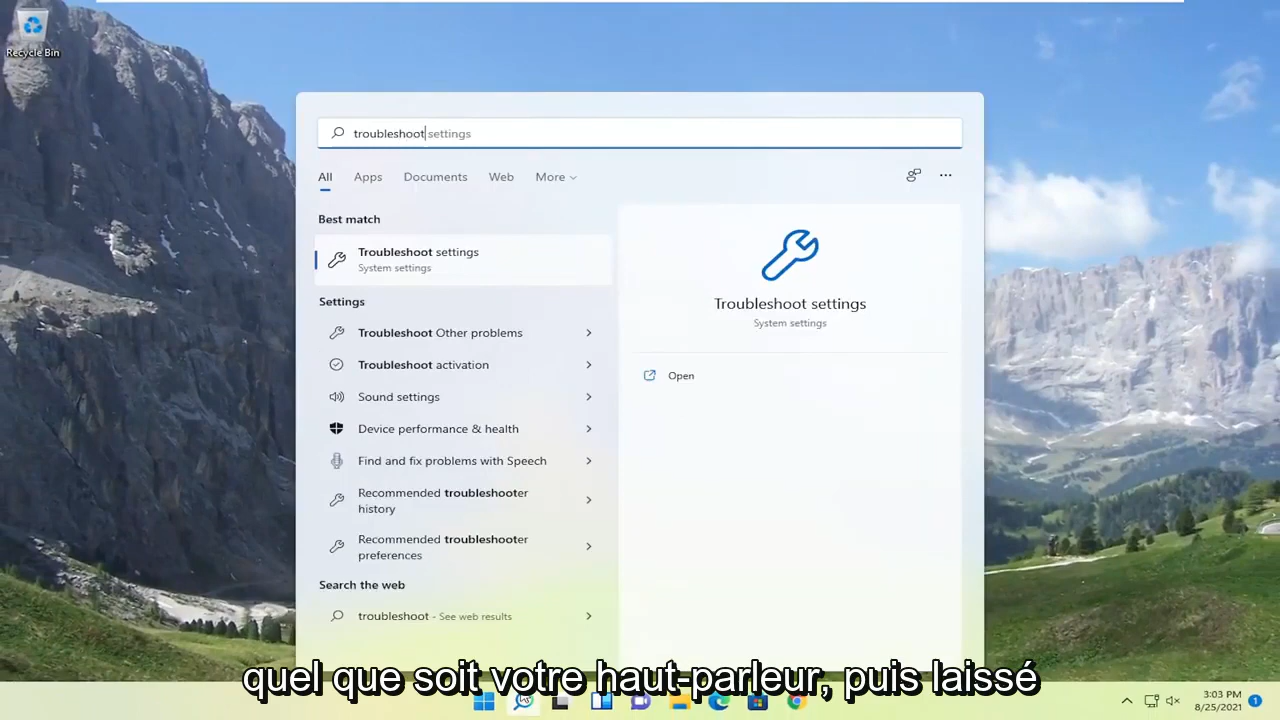 Recycle Bin
troubleshoot settings
All Apps Documents Web More
Best match
Troubleshoot settings
System settings
Settings
Troubleshoot Other problems
Troubleshoot activation
Sound settings
Device performance & health
Find and fix problems with Speech
Recommended troubleshooter
history
Recommended troubleshooter
preferences
Search the web
troubleshoot - See web results
Troubleshoot settings
System settings
Open
quel que soit votre haut-parleur, puis laissé
3:03 PM
8/25/2021
1